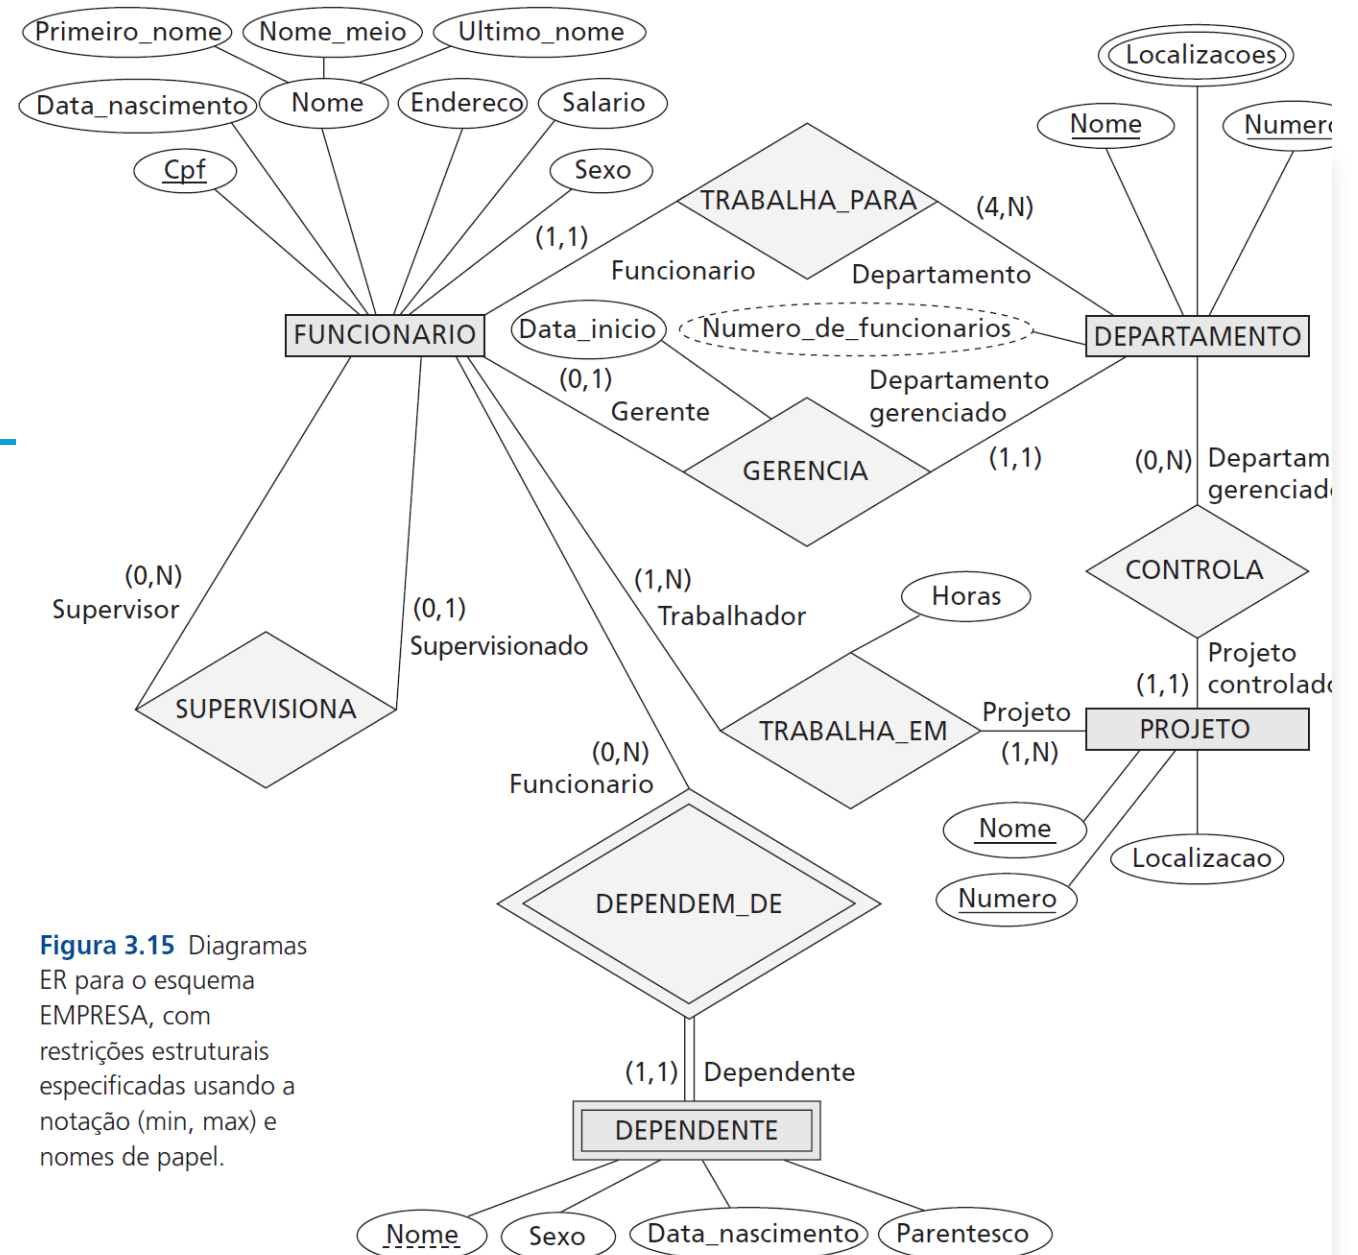 Primeiro_nome
Nome_meio
Ultimo_nome
Localizacoes
Data_nascimento
Nome
Endereco
Salario
Nome
Numero
Cpf
Sexo
TRABALHA_PARA
(4,N)
(1,1)
Funcionario
Departamento
FUNCIONARIO
Data_inicio
Numero_de_funcionarios
DEPARTAMENTO
(0,1)
Gerente
Departamento
gerenciado
GERENCIA
(1,1)
(0,N)
Departam
gerenciad
CONTROLA
(0,N)
Supervisor
(0,1)
Supervisionado
(1,N)
Trabalhador
Horas
Projeto
controlado
(1,1)
SUPERVISIONA
TRABALHA_EM
Projeto
(1,N)
PROJETO
(0,N)
Funcionario
Nome
Localizacao
Numero
DEPENDEM_DE
Figura 3.15 Diagramas
ER para o esquema
EMPRESA, com
restrições estruturais
especificadas usando a
notação (min, max) e
nomes de papel.
(1,1)
Dependente
DEPENDENTE
Nome
Sexo
Data_nascimento
Parentesco